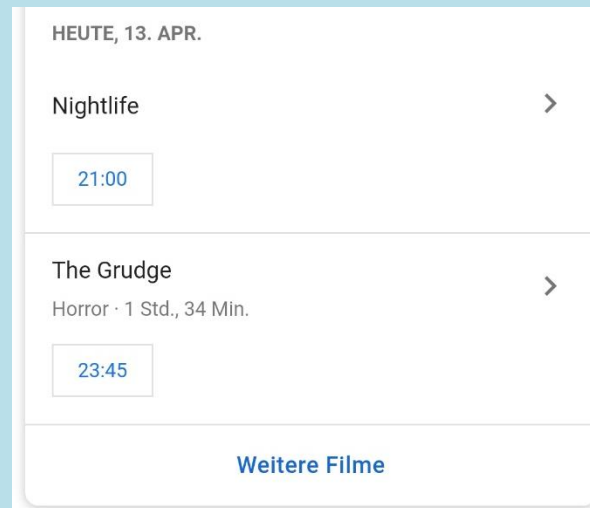 HEUTE, 13. APR.
Nightlife
21:00
The Grudge
Horror · 1 Std., 34 Min.
23:45
Weitere Filme